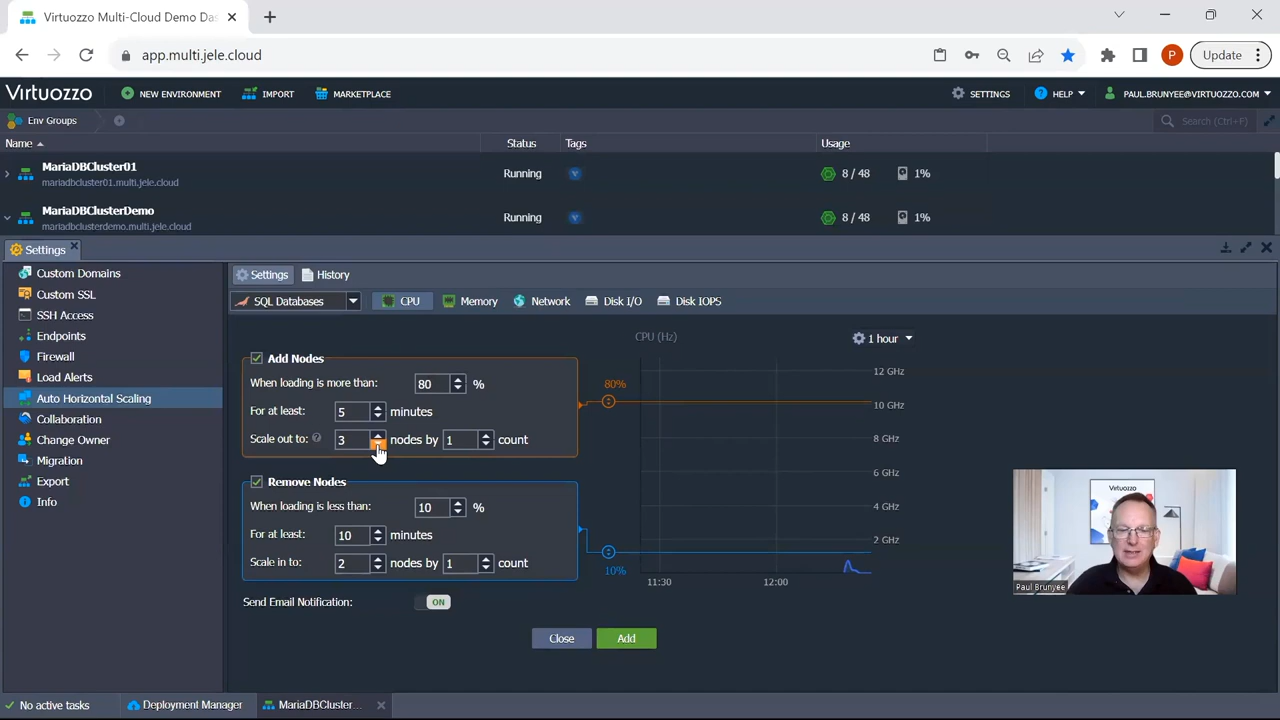 Virtuozzo Multi-Cloud Demo Das
app.multi.jele.cloud
P
Update
Virtuozzo
NEW ENVIRONMENT
IMPORT
MARKETPLACE
SETTINGS
HELP
PAUL.BRUNYEE@VIRTUOZZO.COM
Env Groups
Search (Ctrl+F)
Name
Status
Tags
Usage
MariaDBCluster01
mariadbcluster01.multi.jele.cloud
Running
8 / 48
1%
MariaDBClusterDemo
mariadbclusterdemo.multi.jele.cloud
Running
8 / 48
1%
Settings
Custom Domains
Custom SSL
SSH Access
Endpoints
Firewall
Load Alerts
Auto Horizontal Scaling
Collaboration
Change Owner
Migration
Export
Info
Settings
History
SQL Databases
CPU
Memory
Network
Disk I/O
Disk IOPS
Add Nodes
When loading is more than: 80 %
For at least: 5 minutes
Scale out to: ? 3 nodes by 1 count
Remove Nodes
When loading is less than: 10 %
For at least: 10 minutes
Scale in to: 2 nodes by 1 count
Send Email Notification: ON
Close
Add
CPU (Hz)
1 hour
80%
10%
12 GHz
10 GHz
8 GHz
6 GHz
4 GHz
2 GHz
11:30
12:00
Virtuozzo
Paul Brunyee
No active tasks
Deployment Manager
MariaDBCluster...